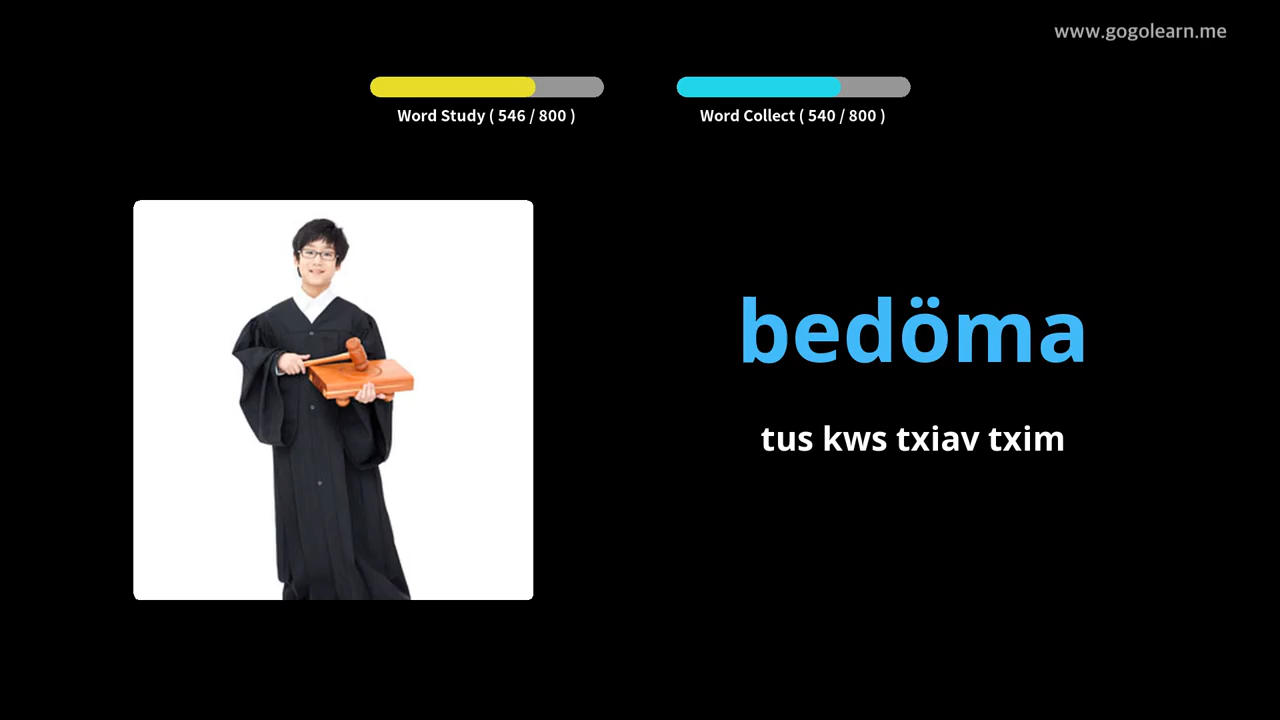 www.gogolearn.me
Word Study ( 546 / 800 )
Word Collect ( 540 / 800 )
bedöma
tus kws txiav txim